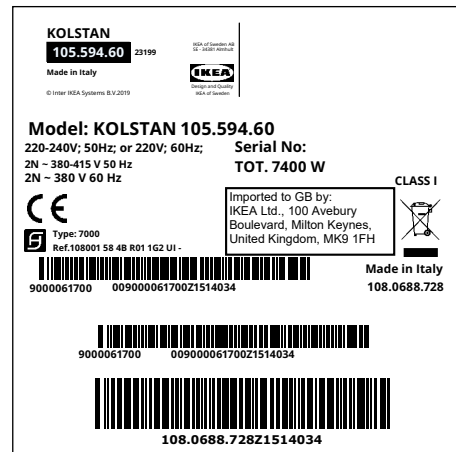 KOLSTAN
105.594.60 23199
Made in Italy
© Inter IKEA Systems B.V.2019
IKEA of Sweden AB
SE - 34381 Älmhult
IKEA
Design and Quality
IKEA of Sweden
Model: KOLSTAN 105.594.60
220-240V; 50Hz; or 220V; 60Hz;
2N ~ 380-415 V 50 Hz
2N ~ 380 V 60 Hz
Serial No:
TOT. 7400 W
CLASS I
CE
Imported to GB by:
IKEA Ltd., 100 Avebury
Boulevard, Milton Keynes,
United Kingdom, MK9 1FH
Type: 7000
Ref.108001 58 4B R01 1G2 UI -
9000061700 009000061700Z1514034
Made in Italy
108.0688.728
9000061700 009000061700Z1514034
108.0688.728Z1514034